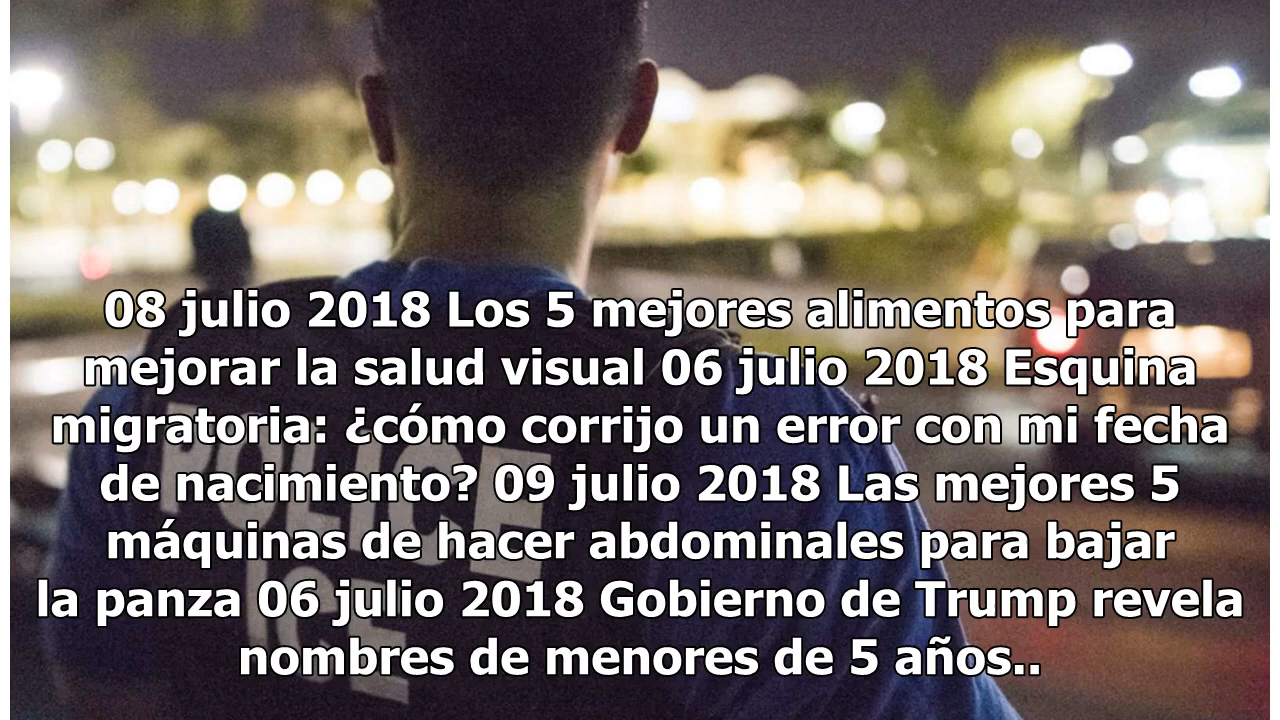 08 julio 2018 Los 5 mejores alimentos para
mejorar la salud visual 06 julio 2018 Esquina
migratoria: ¿cómo corrijo un error con mi fecha
de nacimiento? 09 julio 2018 Las mejores 5
máquinas de hacer abdominales para bajar
la panza 06 julio 2018 Gobierno de Trump revela
nombres de menores de 5 años..
POLICE
ICE